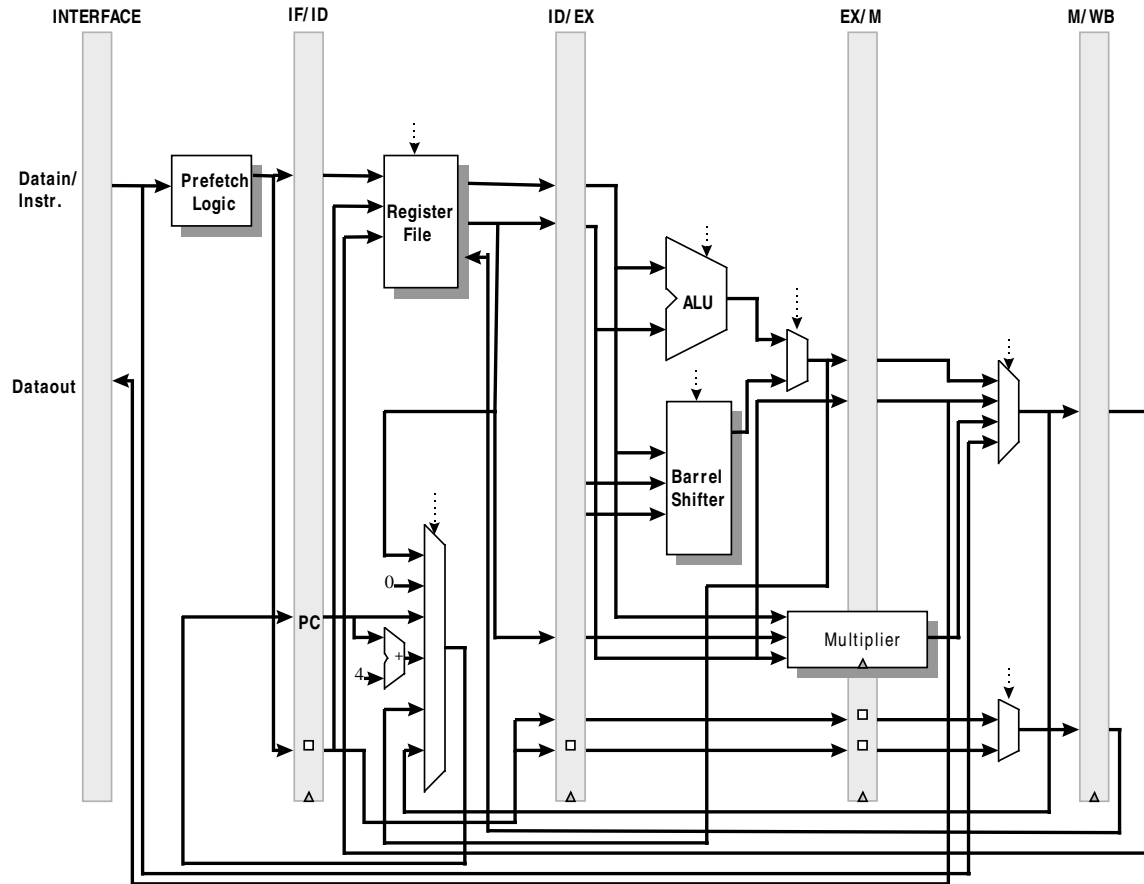 INTERFACE
IF/ID
ID/EX
EX/M
M/WB
Datain/
Instr.
Prefetch
Logic
Register
File
ALU
Dataout
Barrel
Shifter
0
PC
+
4
Multiplier